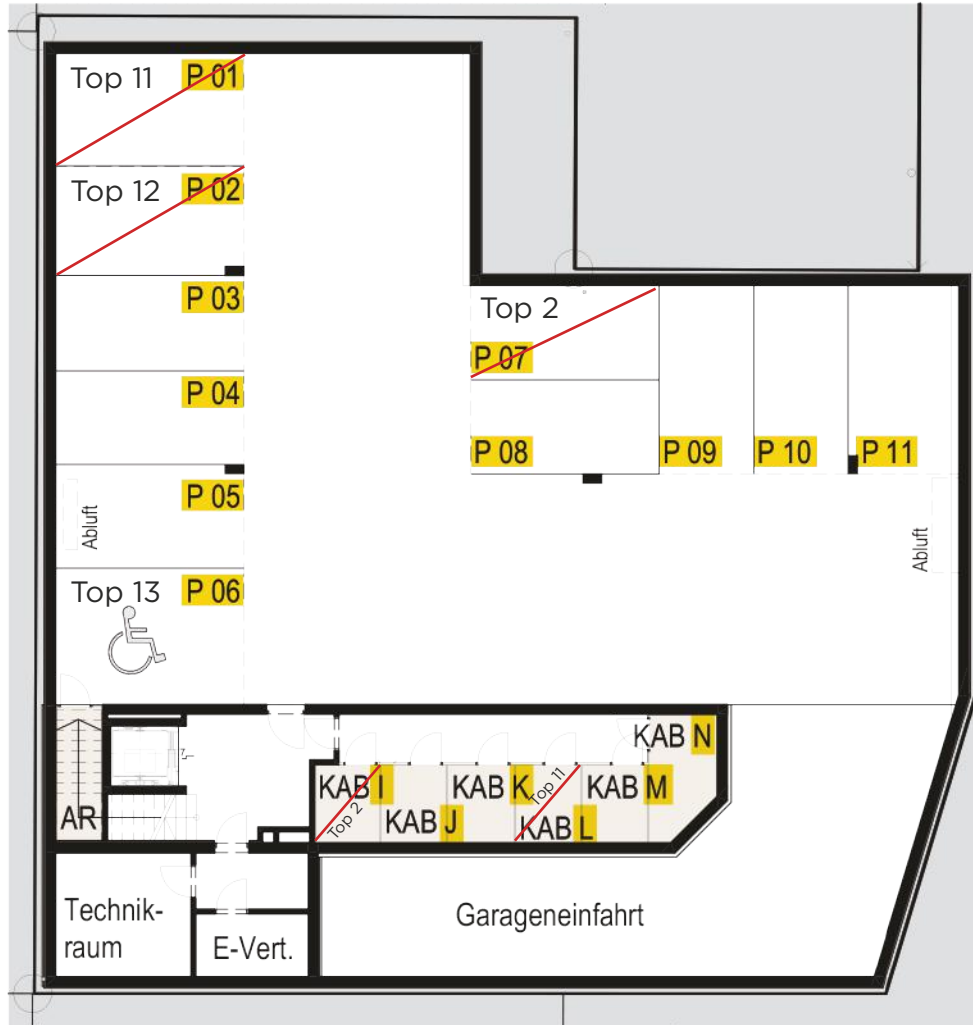 Top 11 P 01
Top 12 P 02
P 03
Top 2
P 07
P 04
P 08 P 09 P 10 P 11
P 05
Abluft
Abluft
Top 13 P 06
KAB N
KAB I
KAB K
Top 11
KAB M
Top 2
KAB J
KAB L
AR
Technik-
raum
E-Vert.
Garageneinfahrt